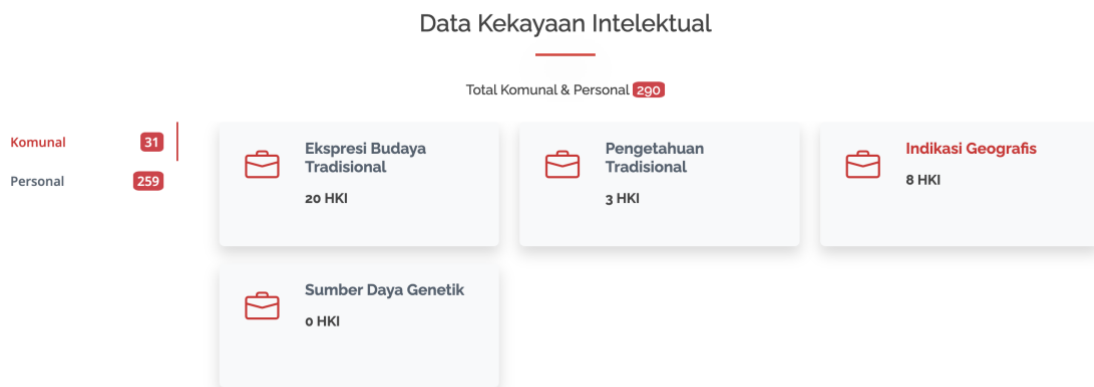 Data Kekayaan Intelektual
Total Komunal & Personal 290
Komunal 31
Personal 259
Ekspresi Budaya
Tradisional
20 HKI
Pengetahuan
Tradisional
3 HKI
Indikasi Geografis
8 HKI
Sumber Daya Genetik
0 HKI